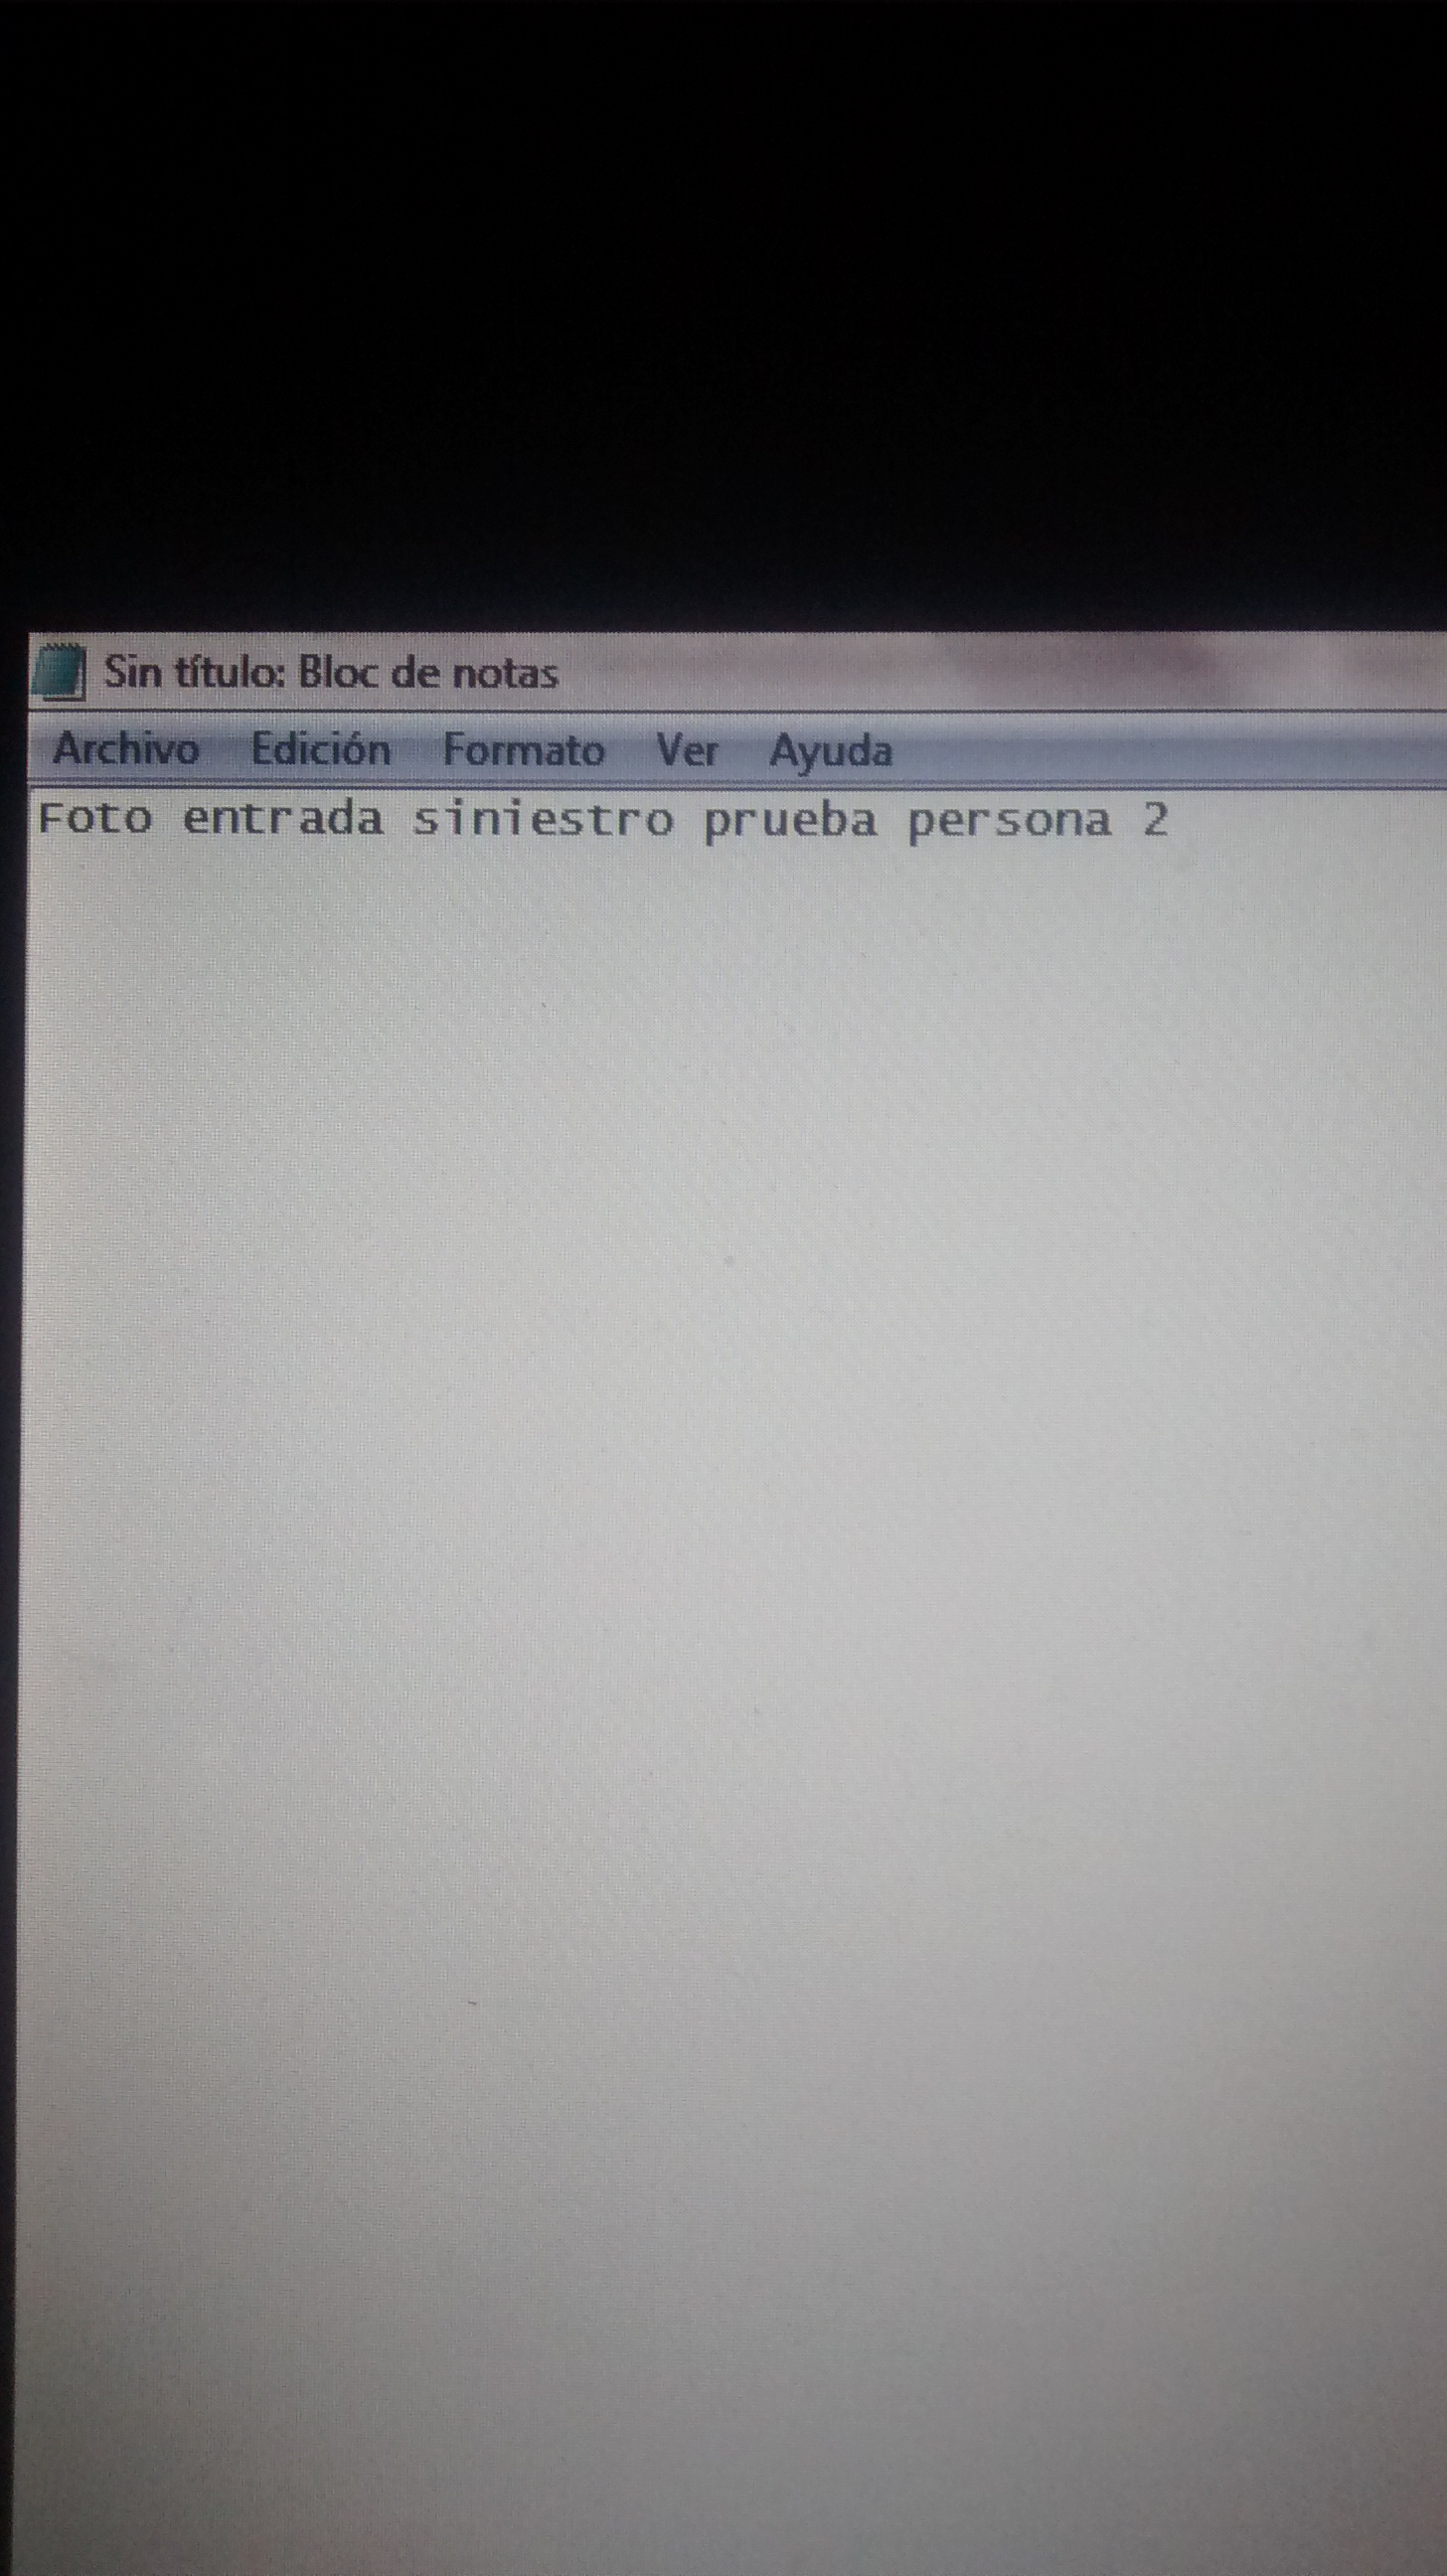 Sin título: Bloc de notas
Archivo Edición Formato Ver Ayuda
Foto entrada siniestro prueba persona 2